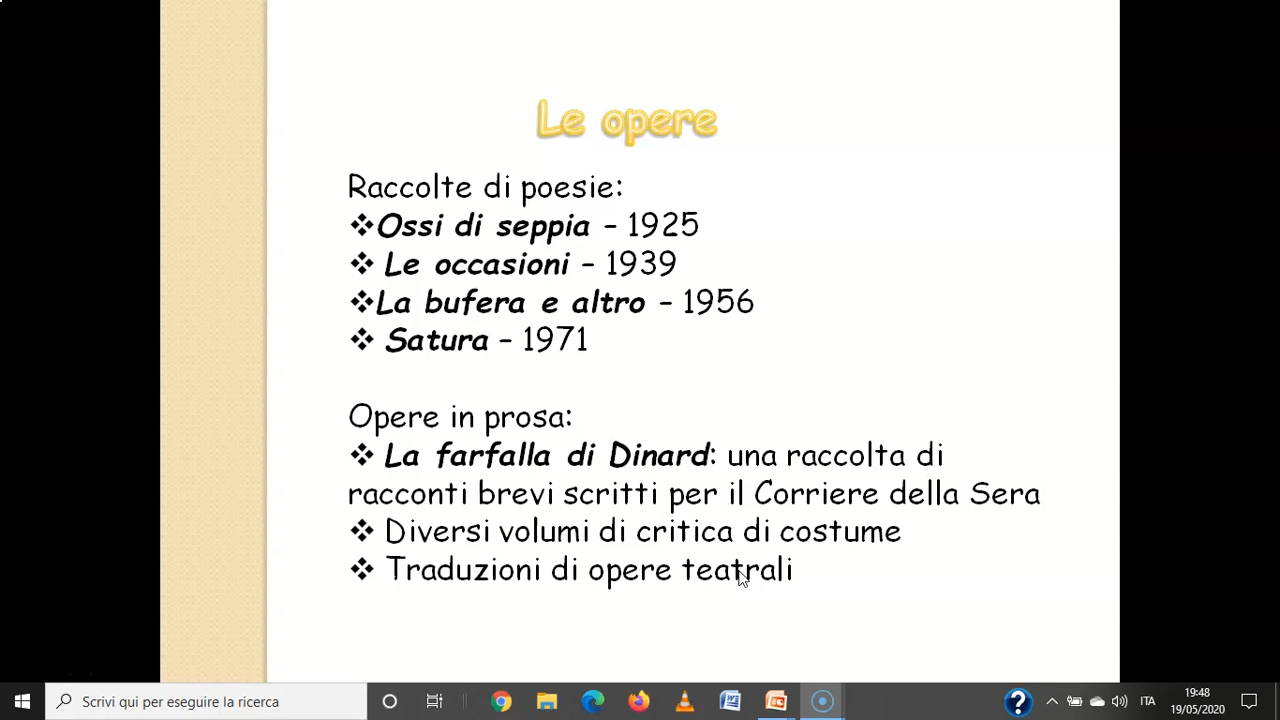 Le opere
Raccolte di poesie:
❖Ossi di seppia – 1925
❖ Le occasioni – 1939
❖La bufera e altro – 1956
❖ Satura – 1971
Opere in prosa:
❖ La farfalla di Dinard: una raccolta di
racconti brevi scritti per il Corriere della Sera
❖ Diversi volumi di critica di costume
❖ Traduzioni di opere teatrali
Scrivi qui per eseguire la ricerca
ITA
19:48
19/05/2020